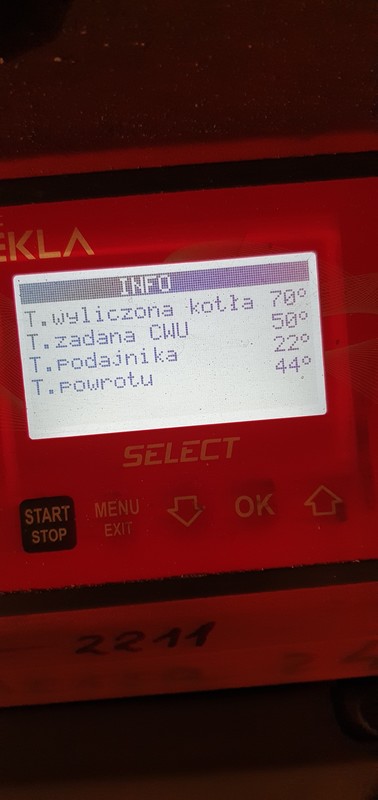 EKLA
INFO
T.wyliczona kotła 70°
T.zadana CWU 50°
T.podajnika 22°
T.powrotu 44°
SELECT
START STOP
MENU EXIT
OK
2211